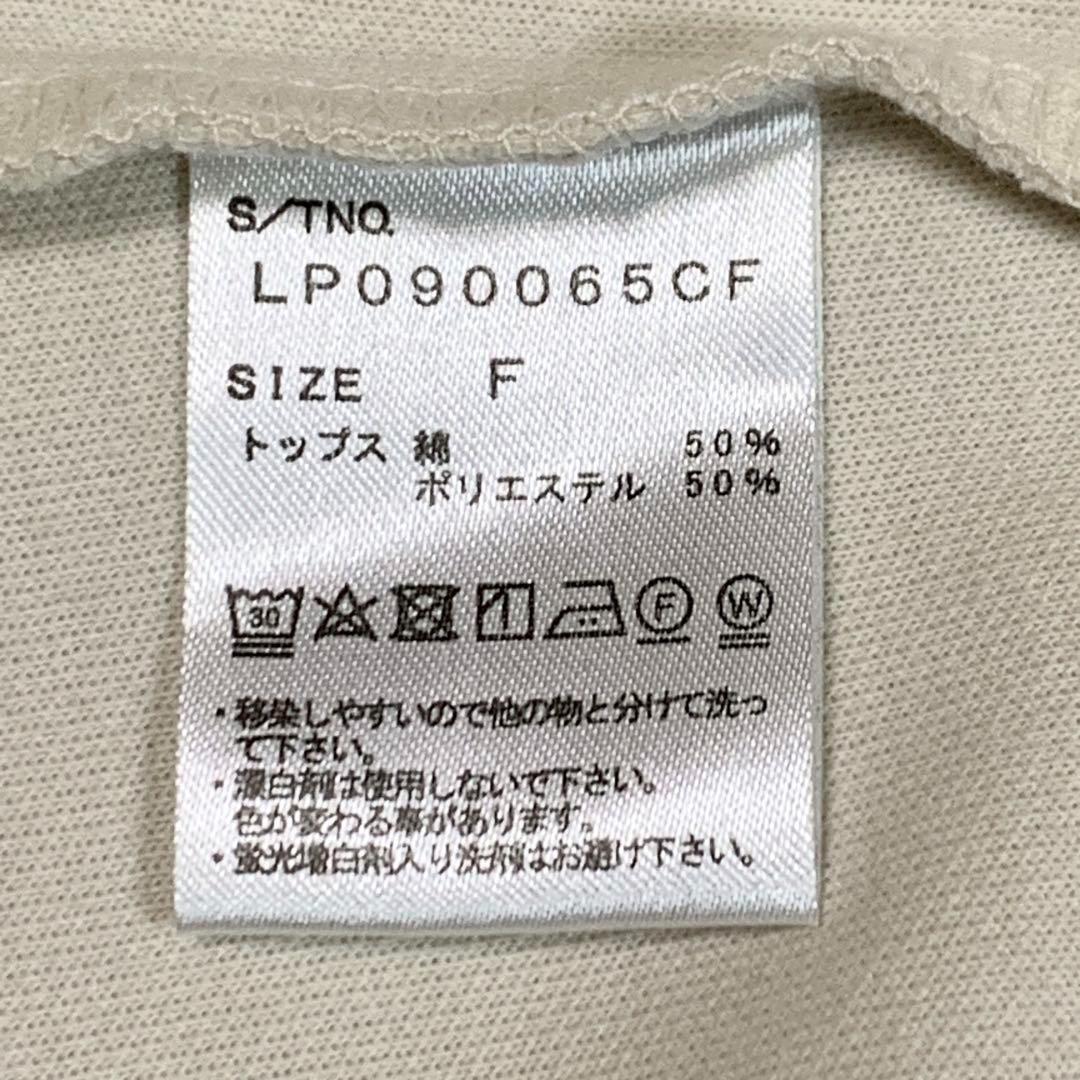 S/TNO.
LP090065CF
SIZE F
トップス 綿 50%
ポリエステル 50%
30 F W
・移染しやすいので他の物と分けて洗っ
て下さい。
・漂白剤は使用しないで下さい。
色が変わる事があります。
・蛍光増白剤入り洗剤はお避け下さい。